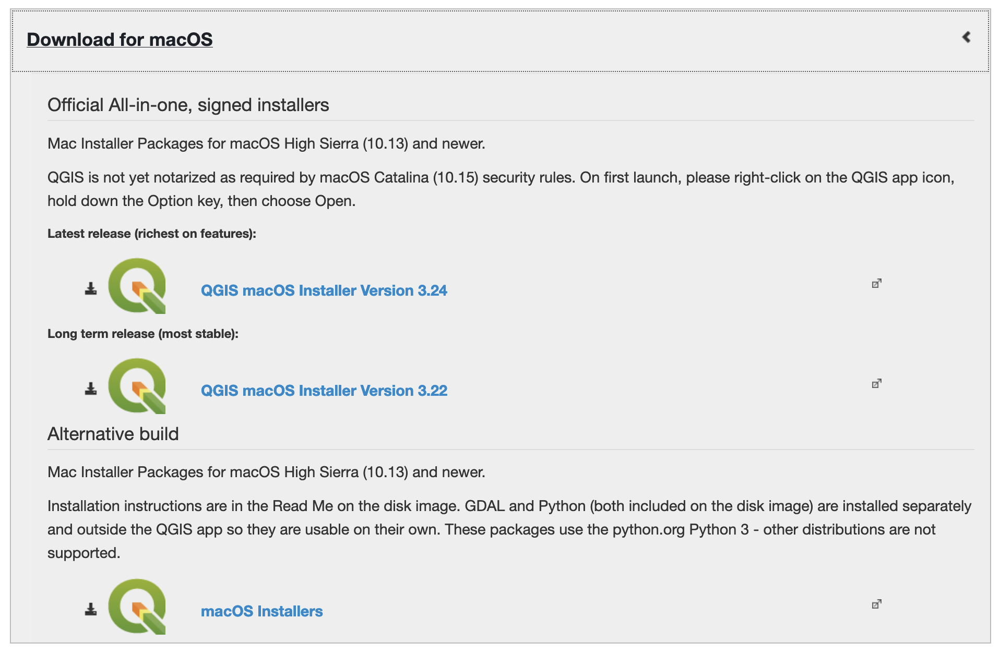 Download for macOS
Official All-in-one, signed installers
Mac Installer Packages for macOS High Sierra (10.13) and newer.
QGIS is not yet notarized as required by macOS Catalina (10.15) security rules. On first launch, please right-click on the QGIS app icon,
hold down the Option key, then choose Open.
Latest release (richest on features):
QGIS macOS Installer Version 3.24
Long term release (most stable):
QGIS macOS Installer Version 3.22
Alternative build
Mac Installer Packages for macOS High Sierra (10.13) and newer.
Installation instructions are in the Read Me on the disk image. GDAL and Python (both included on the disk image) are installed separately
and outside the QGIS app so they are usable on their own. These packages use the python.org Python 3 - other distributions are not
supported.
macOS Installers